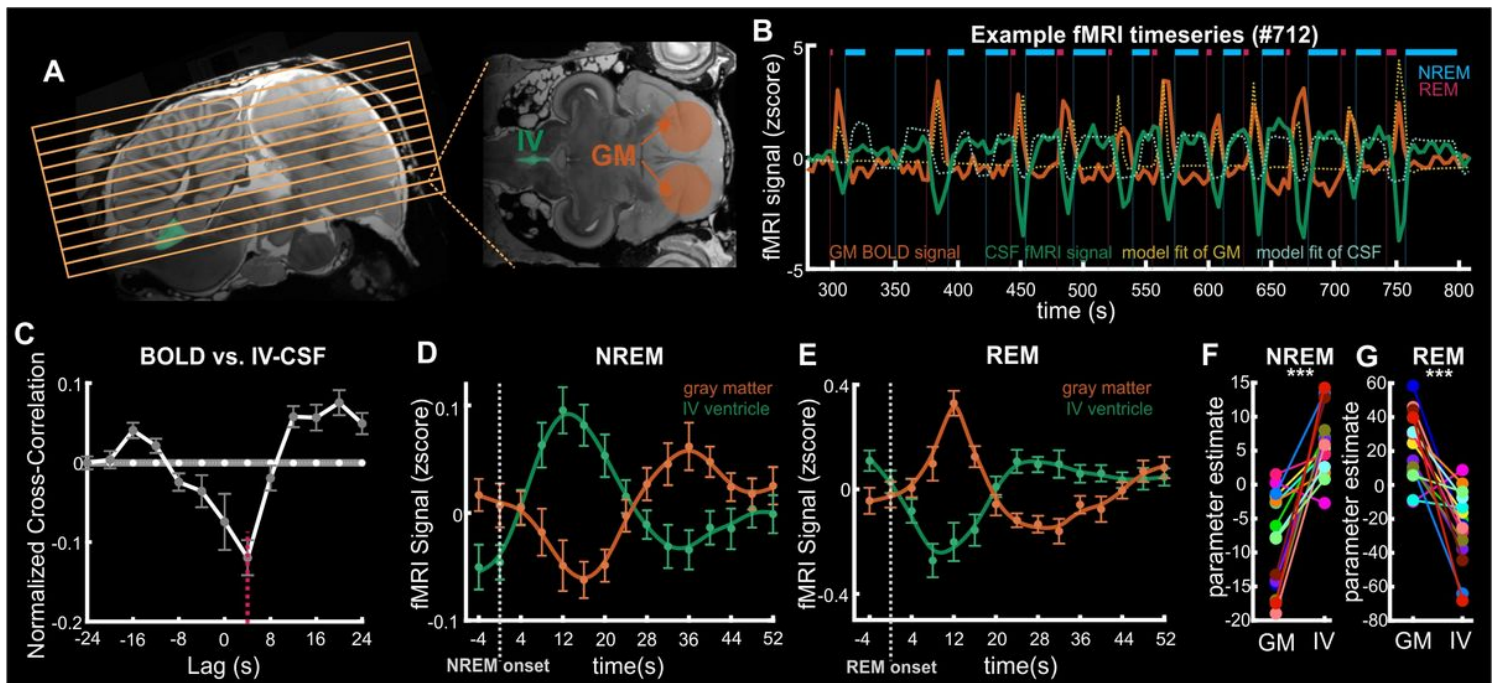 A
IV
GM
B
Example fMRI timeseries (#712)
fMRI signal (zscore)
5
0
-5
NREM
REM
GM BOLD signal
CSF fMRI signal
model fit of GM
model fit of CSF
300 350 400 450 500 550 600 650 700 750 800
time (s)
C
BOLD vs. IV-CSF
Normalized Cross-Correlation
0.1
0
-0.1
-0.2
-24 -16 -8 0 8 16 24
Lag (s)
D
NREM
gray matter
IV ventricle
fMRI Signal (zscore)
0.1
0
-0.1
-4 4 12 20 28 36 44 52
NREM onset
time(s)
E
REM
gray matter
IV ventricle
fMRI Signal (zscore)
0.4
0
-0.4
-4 4 12 20 28 36 44 52
REM onset
time(s)
F
NREM
***
parameter estimate
15
10
5
0
-5
-10
-15
-20
GM IV
G
REM
***
parameter estimate
60
40
20
0
-20
-40
-60
-80
GM IV